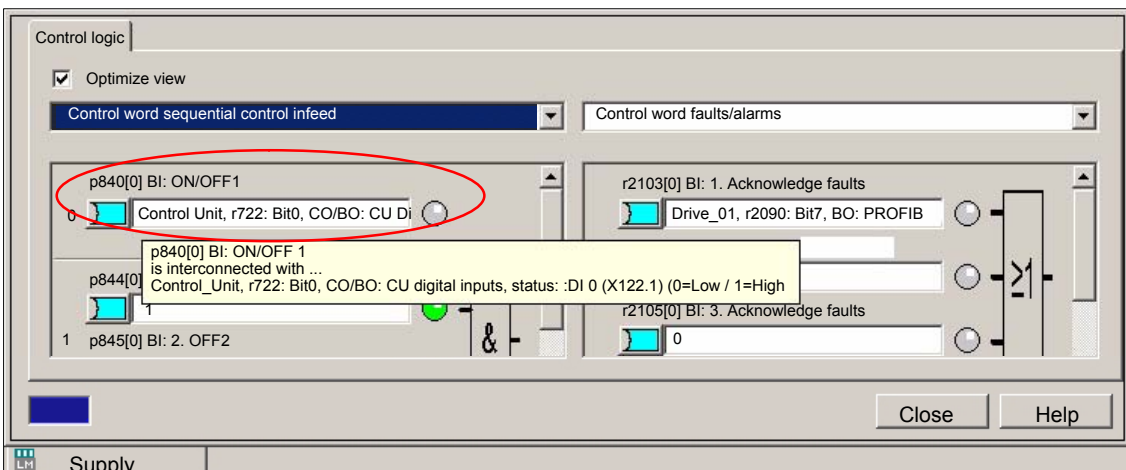 Control logic
Optimize view
Control word sequential control infeed
Control word faults/alarms
p840[0] BI: ON/OFF1
0
Control Unit, r722: Bit0, CO/BO: CU Di
p840[0] BI: ON/OFF 1
is interconnected with ...
Control_Unit, r722: Bit0, CO/BO: CU digital inputs, status: :DI 0 (X122.1) (0=Low / 1=High
p844[0]
1
&
1 p845[0] BI: 2. OFF2
r2103[0] BI: 1. Acknowledge faults
Drive_01, r2090: Bit7, BO: PROFIB
≥1
r2105[0] BI: 3. Acknowledge faults
0
Close
Help
LM
Supply